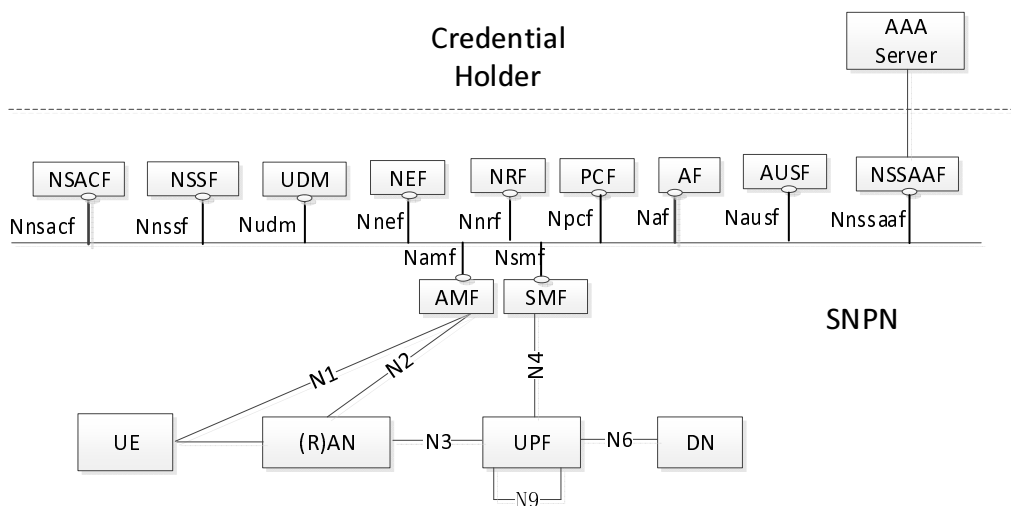 Credential
Holder
AAA
Server
NSACF
NSSF
UDM
NEF
NRF
PCF
AF
AUSF
NSSAAF
Nnsacf
Nnssf
Nudm
Nnef
Nnrf
Npcf
Naf
Nausf
Nnssaaf
Namf
Nsmf
AMF
SMF
SNPN
N1
N2
N4
UE
(R)AN
N3
UPF
N6
DN
N9